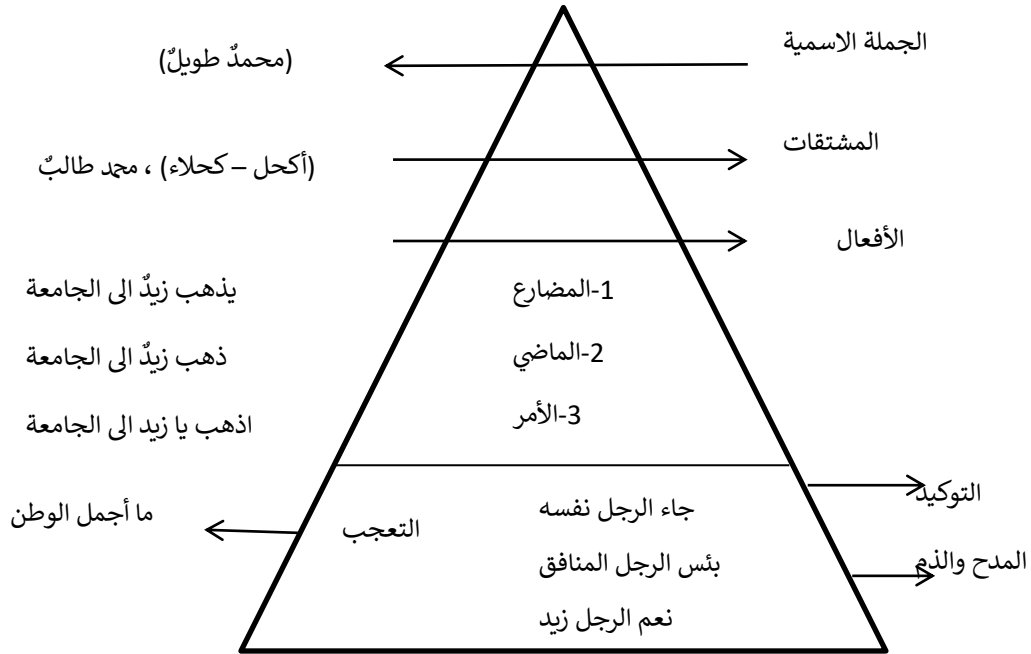 الجملة الاسمية
(محمدٌ طويلٌ)
المشتقات
(أكحل – كحلاء) ، محمد طالبٌ
الأفعال
1-المضارع
يذهب زيدٌ الى الجامعة
2-الماضي
ذهب زيدٌ الى الجامعة
3-الأمر
اذهب يا زيد الى الجامعة
التوكيد
جاء الرجل نفسه
التعجب
ما أجمل الوطن
المدح والذم
بئس الرجل المنافق
نعم الرجل زيد